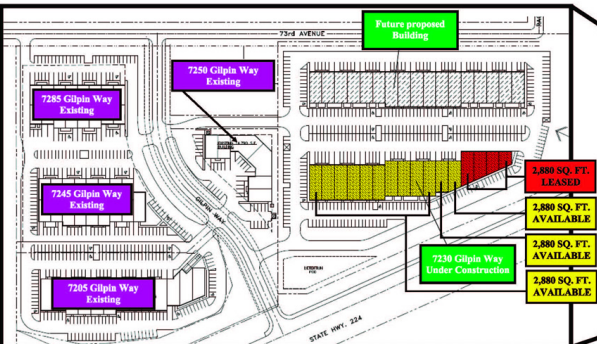 73rd AVENUE
Future proposed
Building
7250 Gilpin Way
Existing
7285 Gilpin Way
Existing
2,880 SQ. FT.
LEASED
7245 Gilpin Way
Existing
GILPIN WAY
2,880 SQ. FT.
AVAILABLE
2,880 SQ. FT.
AVAILABLE
7230 Gilpin Way
Under Construction
2,880 SQ. FT.
AVAILABLE
7205 Gilpin Way
Existing
STATE HWY. 224